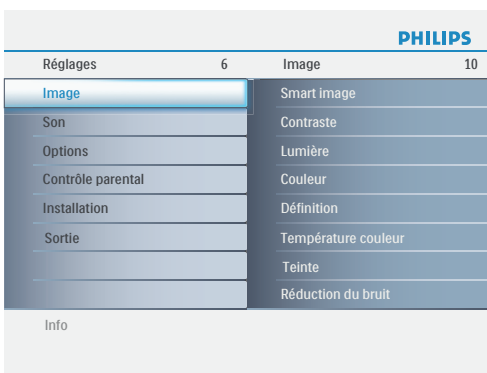 PHILIPS
Réglages 6 Image 10
Image Smart image
Son Contraste
Options Lumière
Contrôle parental Couleur
Installation Définition
Sortie Température couleur
Teinte
Réduction du bruit
Info